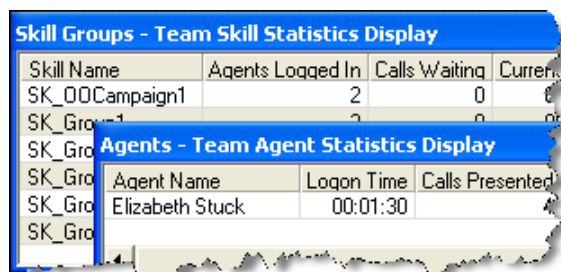 Skill Groups - Team Skill Statistics Display
Skill Name Agents Logged In Calls Waiting
SK_OOCampaign1 2 0
Agents - Team Agent Statistics Display
Agent Name Logon Time Calls Presented
Elizabeth Stuck 00:01:30